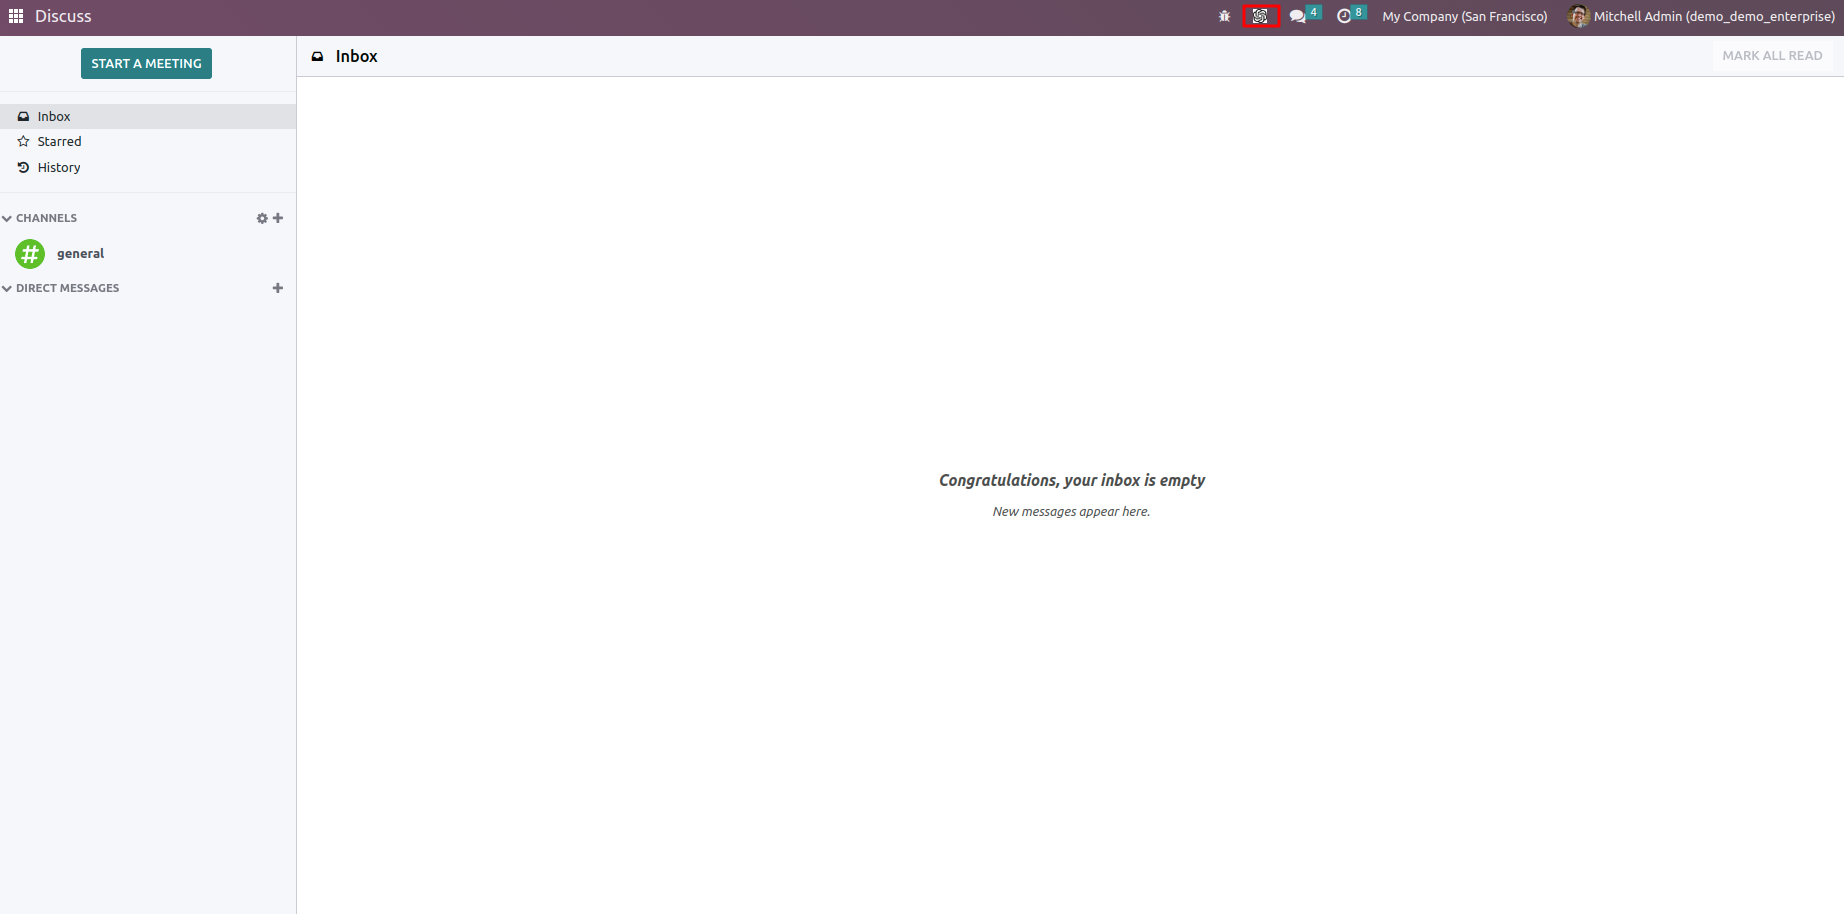 Discuss
4
8
My Company (San Francisco)
Mitchell Admin (demo_demo_enterprise)
START A MEETING
Inbox
MARK ALL READ
Inbox
Starred
History
CHANNELS
general
DIRECT MESSAGES
Congratulations, your inbox is empty
New messages appear here.